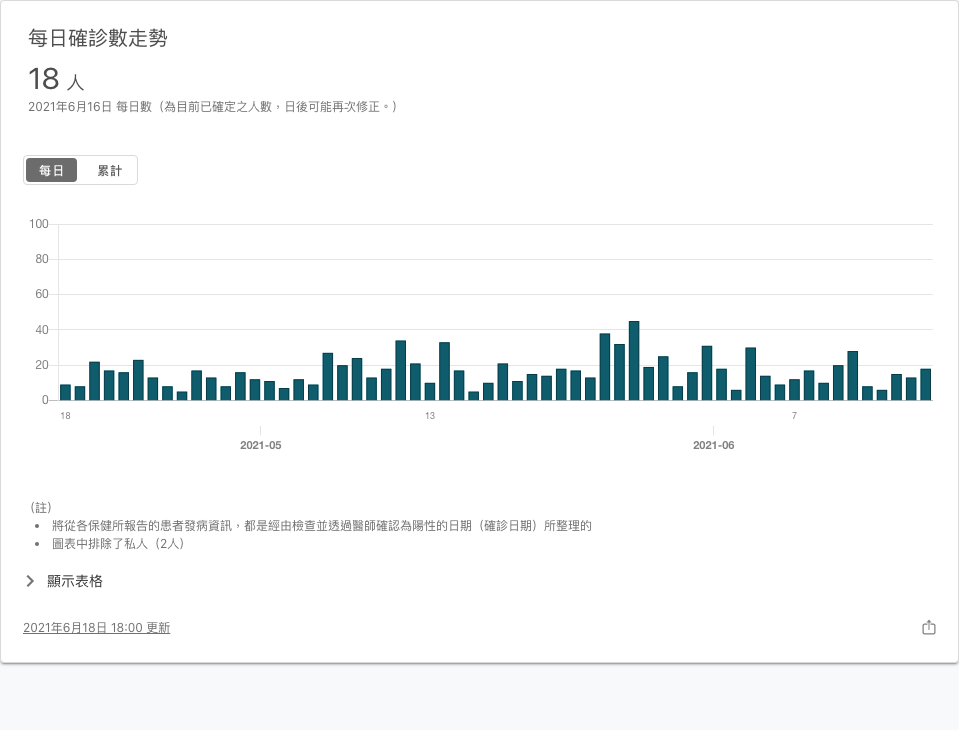 每日確診數走勢
18 人
2021年6月16日 每日數（為目前已確定之人數，日後可能再次修正。）
每日 累計
100
80
60
40
20
0
18 13 7
2021-05 2021-06
（註）
• 將從各保健所報告的患者發病資訊，都是經由檢查並透過醫師確認為陽性的日期（確診日期）所整理的
• 圖表中排除了私人（2人）
顯示表格
2021年6月18日 18:00 更新